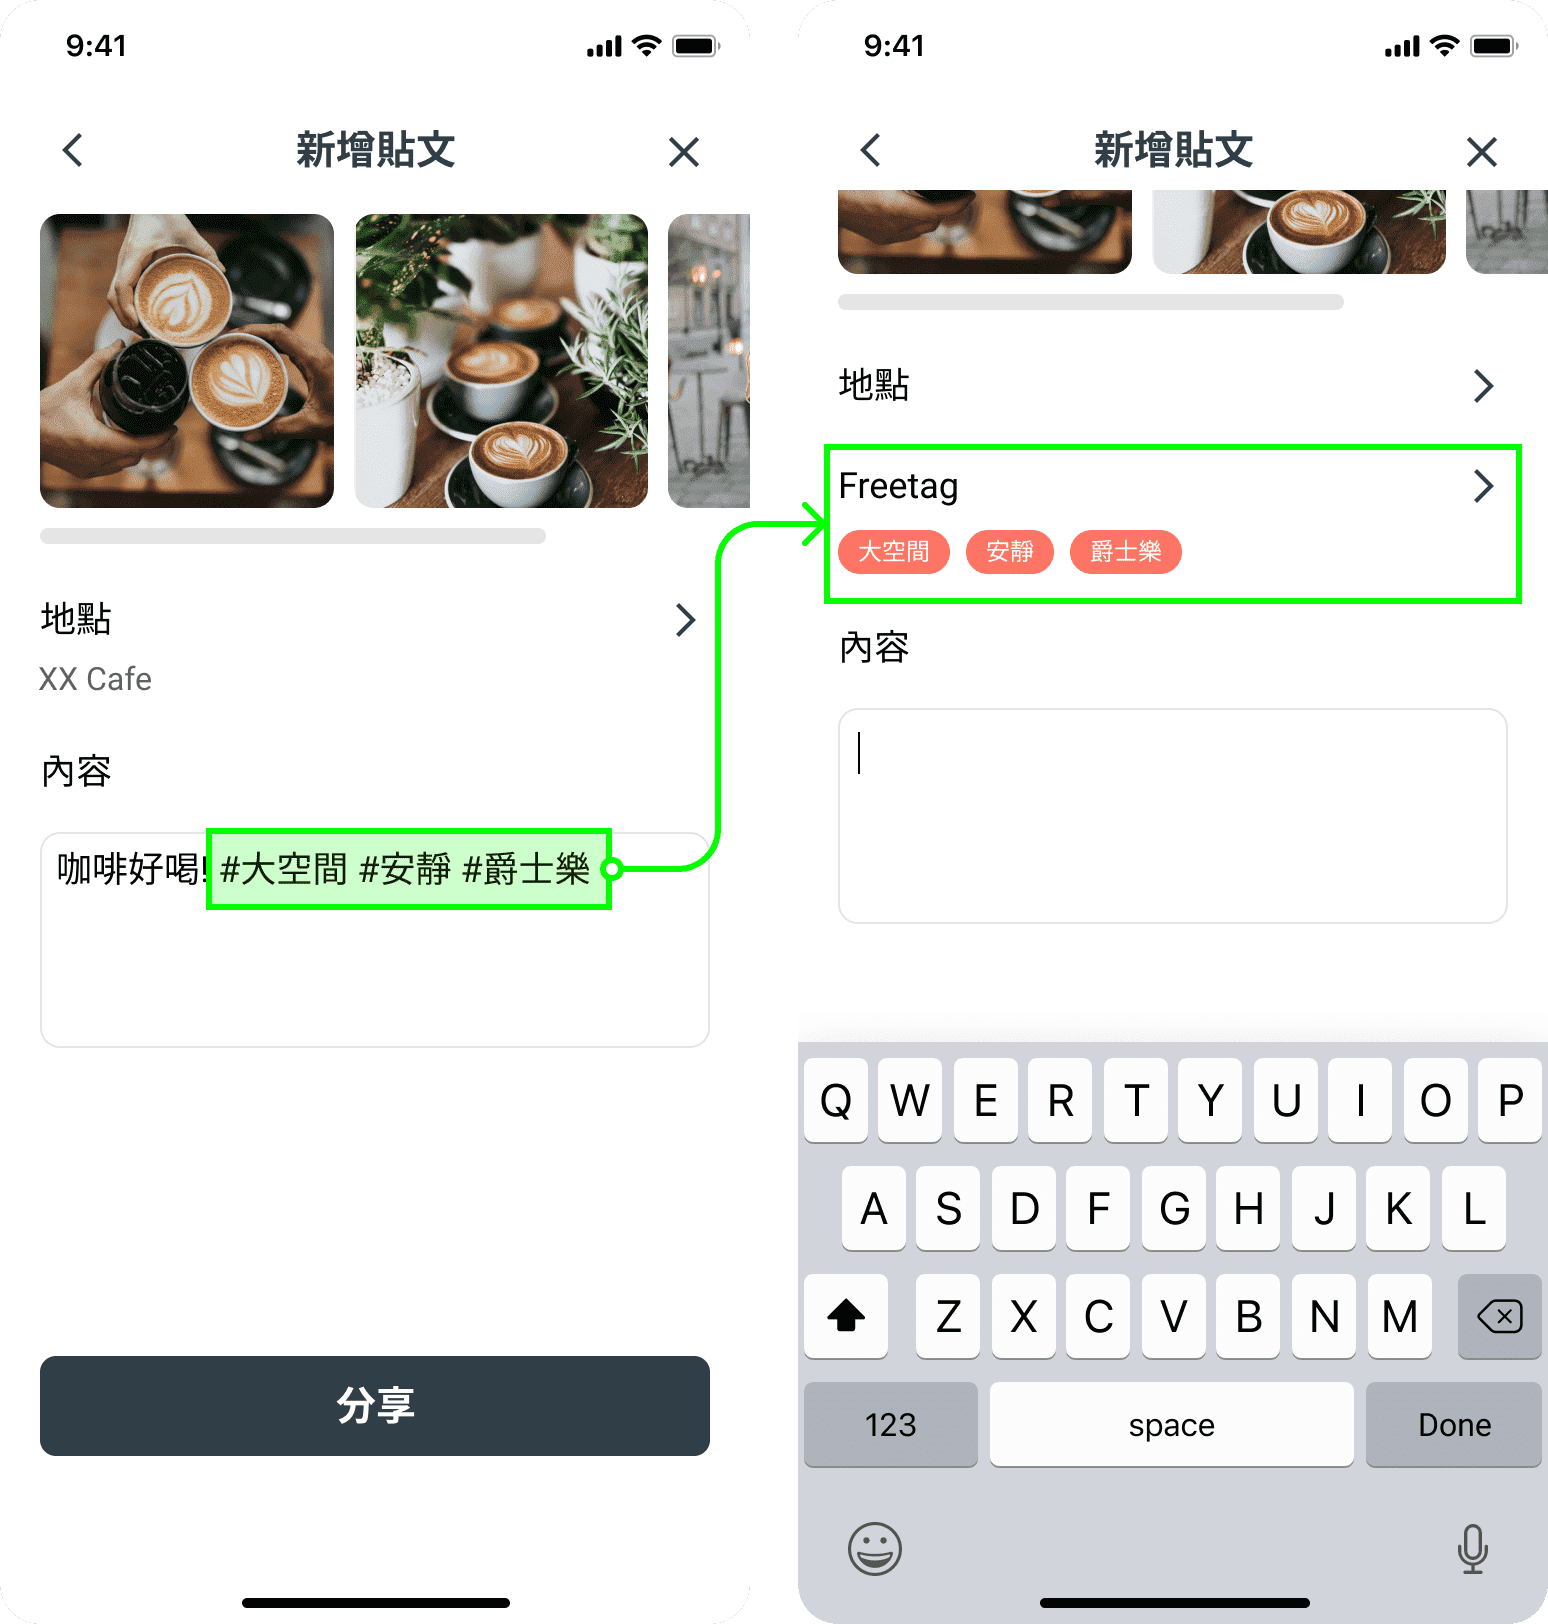 9:41
新增貼文
地點
XX Cafe
內容
咖啡好喝! #大空間 #安靜 #爵士樂
分享
9:41
新增貼文
地點
Freetag
大空間 安靜 爵士樂
內容
Q W E R T Y U I O P
A S D F G H J K L
Z X C V B N M
123 space Done